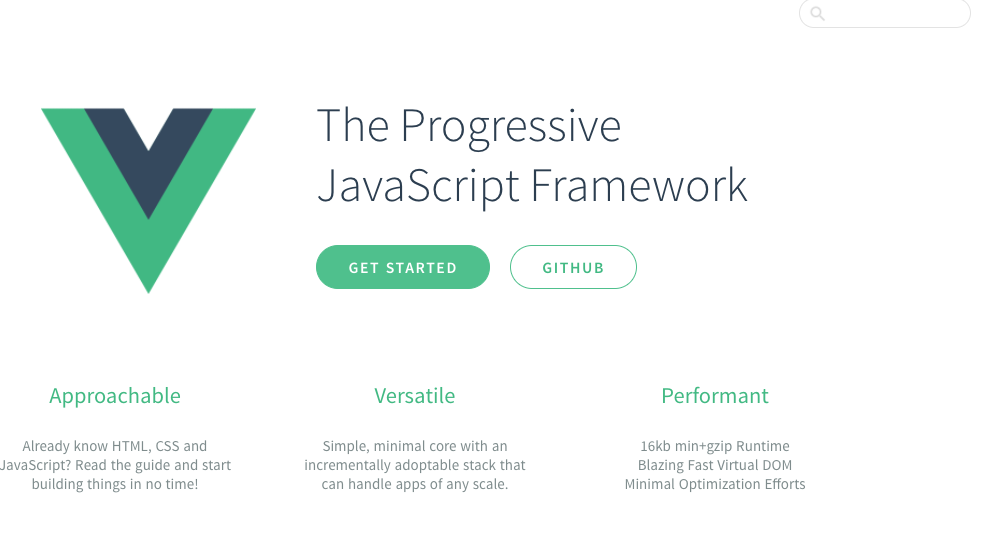 The Progressive
JavaScript Framework
GET STARTED
GITHUB
Approachable
Already know HTML, CSS and
JavaScript? Read the guide and start
building things in no time!
Versatile
Simple, minimal core with an
incrementally adoptable stack that
can handle apps of any scale.
Performant
16kb min+gzip Runtime
Blazing Fast Virtual DOM
Minimal Optimization Efforts